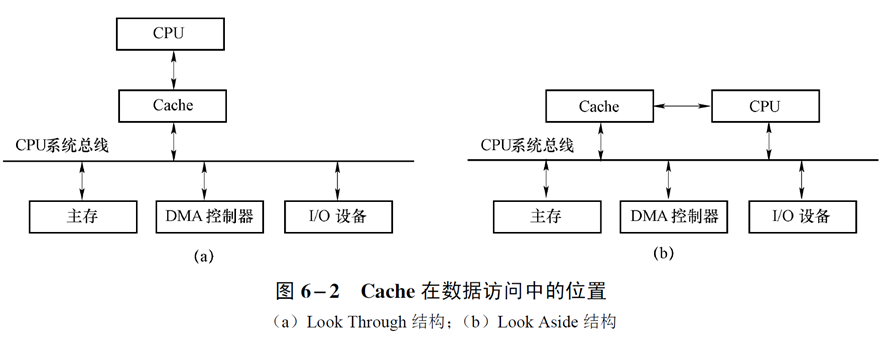 CPU
Cache
CPU系统总线
主存
DMA 控制器
I/O 设备
(a)
Cache
CPU
CPU系统总线
主存
DMA 控制器
I/O 设备
(b)
图 6-2 Cache 在数据访问中的位置
(a) Look Through 结构; (b) Look Aside 结构